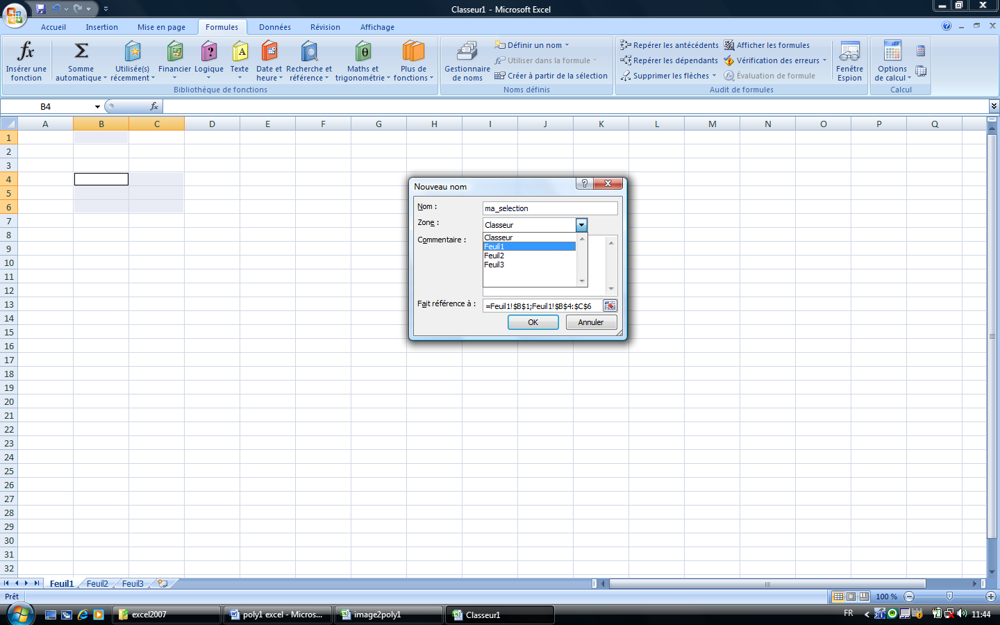 Classeur1 - Microsoft Excel
Accueil Insertion Mise en page Formules Données Révision Affichage
Insérer une fonction
Somme automatique
Utilisée(s) récemment
Financier
Logique
Texte
Date et heure
Recherche et référence
Maths et trigonométrie
Plus de fonctions
Bibliothèque de fonctions
Gestionnaire de noms
Définir un nom
Utiliser dans la formule
Créer à partir de la sélection
Noms définis
Repérer les antécédents
Repérer les dépendants
Supprimer les flèches
Afficher les formules
Vérification des erreurs
Évaluation de formule
Audit de formules
Fenêtre Espion
Options de calcul
Calcul
B4
fx
A B C D E F G H I J K L M N O P Q
1
2
3
4
5
6
7
8
9
10
11
12
13
14
15
16
17
18
19
20
21
22
23
24
25
26
27
28
29
30
31
32
Nouveau nom
Nom : ma_selection
Zone : Classeur
Classeur
Feuil1
Feuil2
Feuil3
Commentaire :
Fait référence à : =Feuil1!$B$1;Feuil1!$B$4:$C$6
OK Annuler
Feuil1 Feuil2 Feuil3
Prêt
100 %
excel2007
poly1 excel - Micros...
image2poly1
Classeur1
FR
11:44